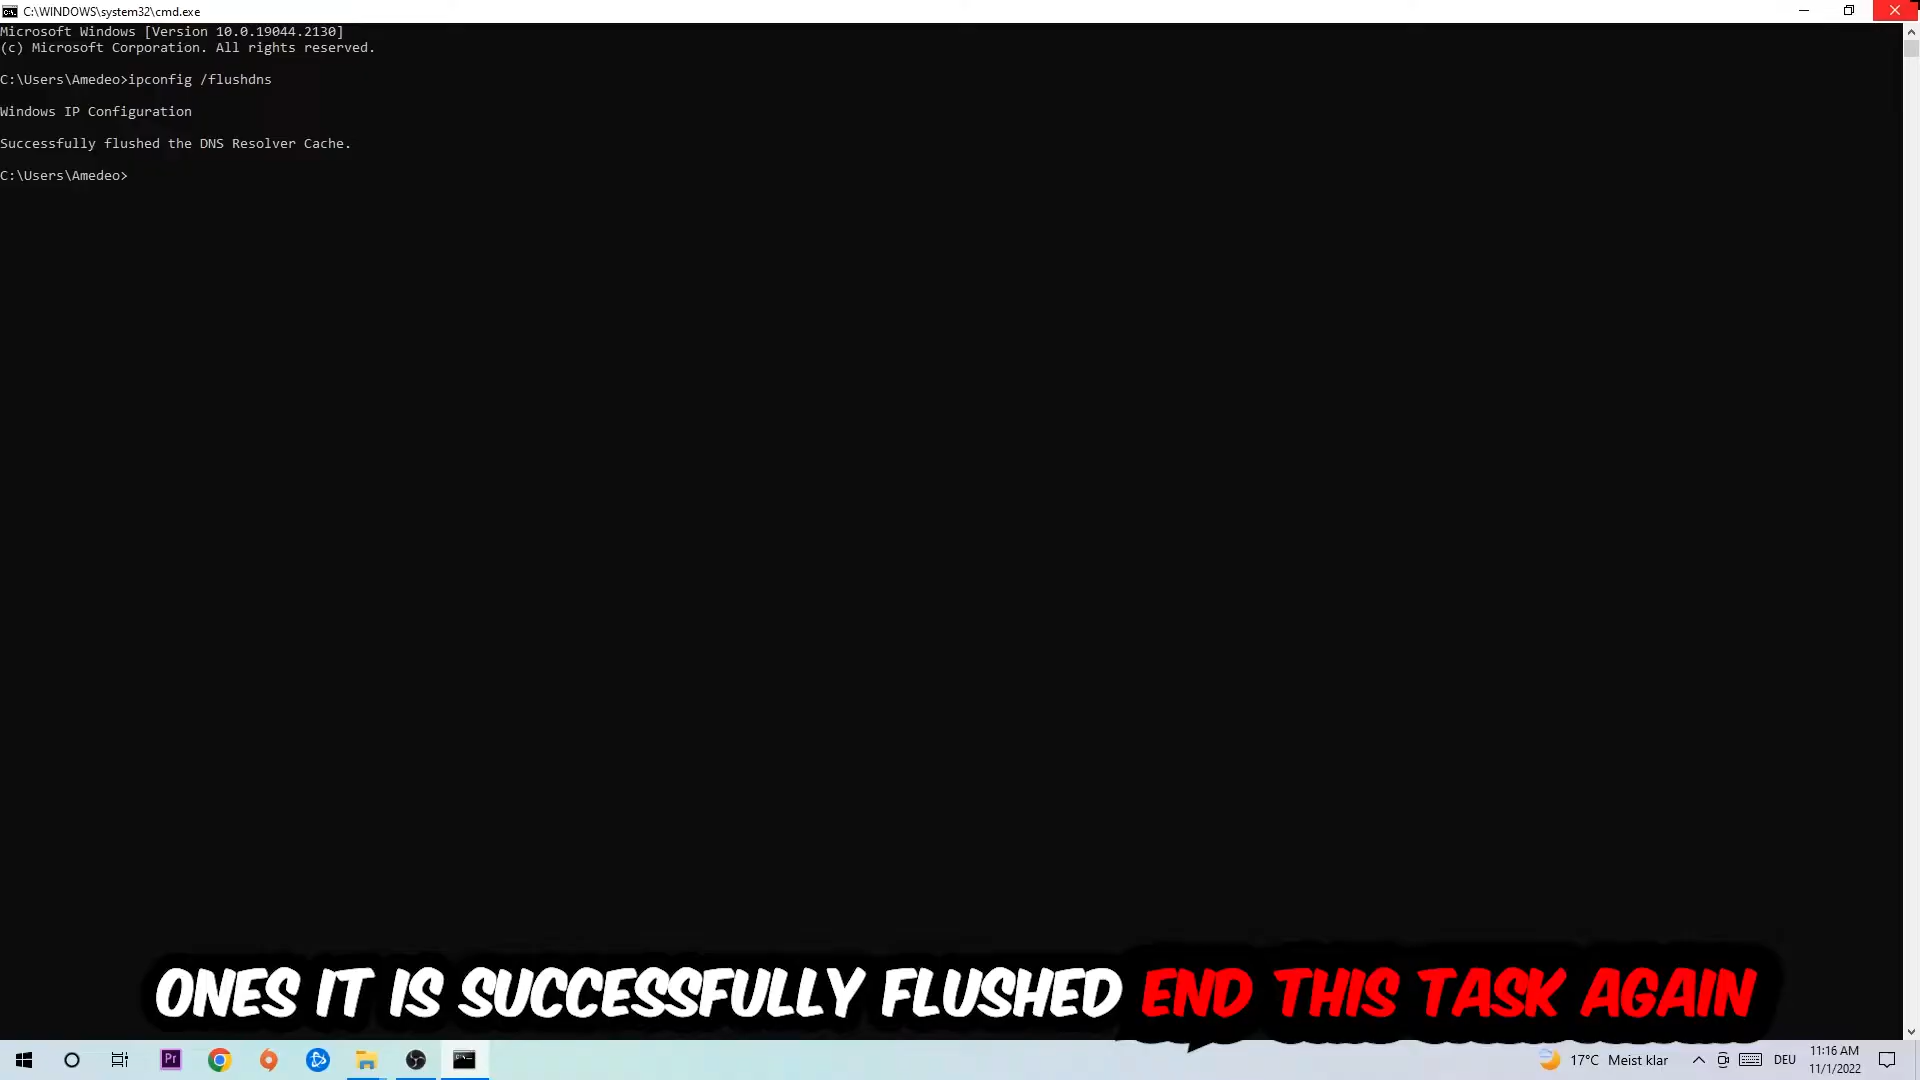 C:\WINDOWS\system32\cmd.exe
Microsoft Windows [Version 10.0.19044.2130]
(c) Microsoft Corporation. All rights reserved.
C:\Users\Amedeo>ipconfig /flushdns
Windows IP Configuration
Successfully flushed the DNS Resolver Cache.
C:\Users\Amedeo>
ONES IT IS SUCCESSFULLY FLUSHED END THIS TASK AGAIN
Pr
17°C Meist klar
DEU
11:16 AM
11/1/2022